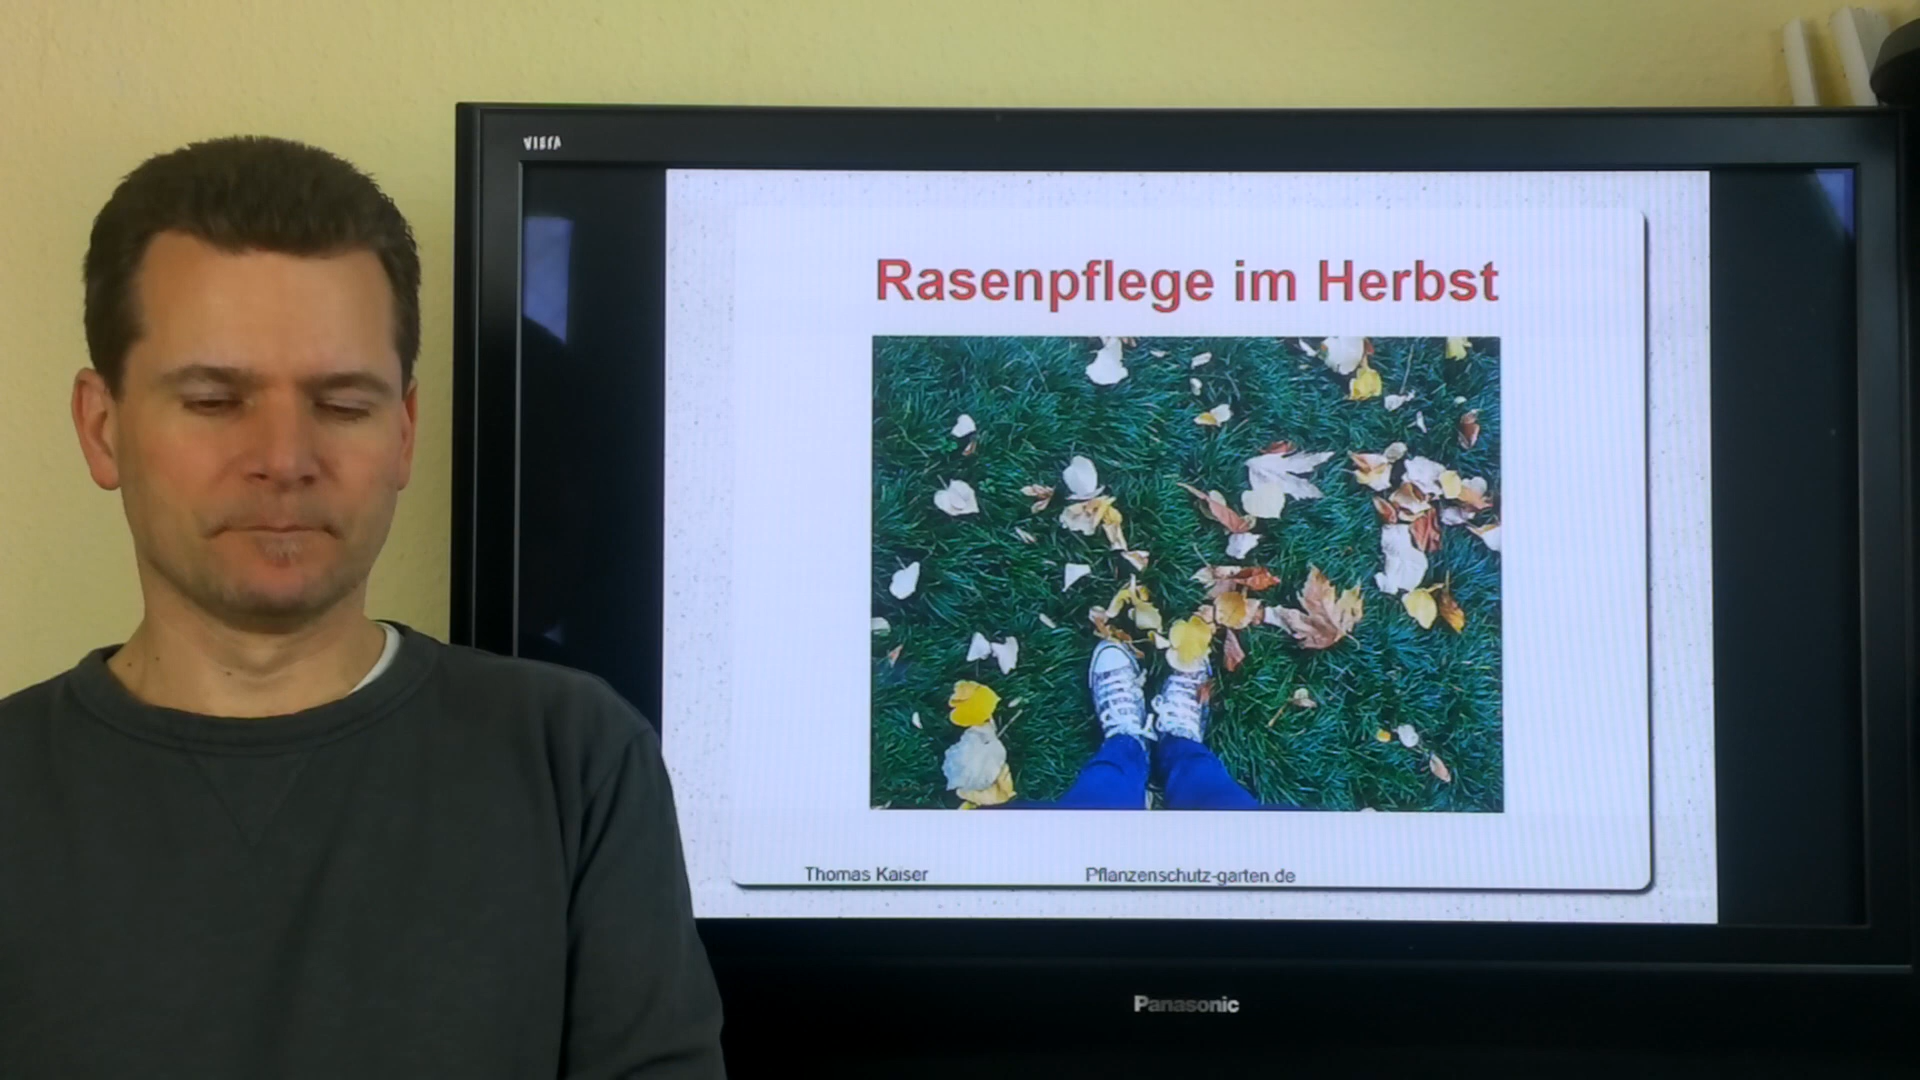 VIERA
Rasenpflege im Herbst
Thomas Kaiser
Pflanzenschutz-garten.de
Panasonic